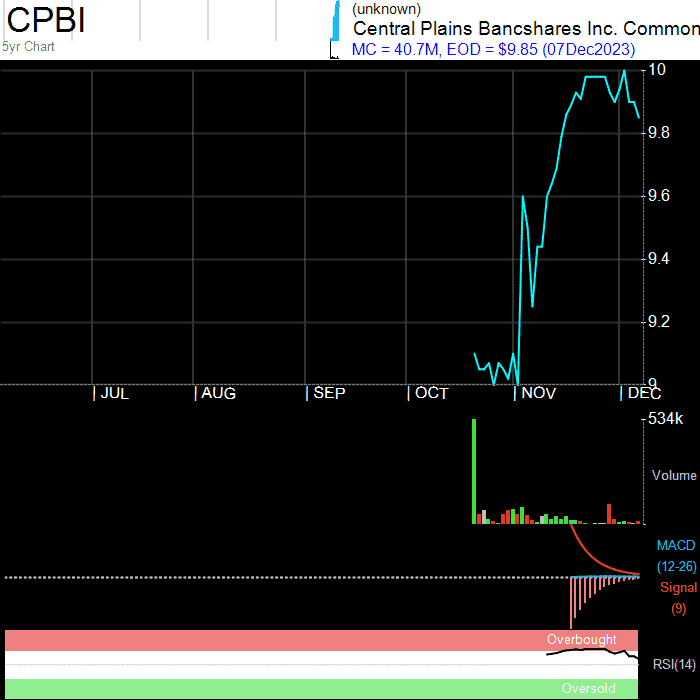 CPBI
5yr Chart
(unknown)
Central Plains Bancshares Inc. Common
MC = 40.7M, EOD = $9.85 (07Dec2023)
10
9.8
9.6
9.4
9.2
9
JUL AUG SEP OCT NOV DEC
534k
Volume
MACD
(12-26)
Signal
(9)
Overbought
RSI(14)
Oversold